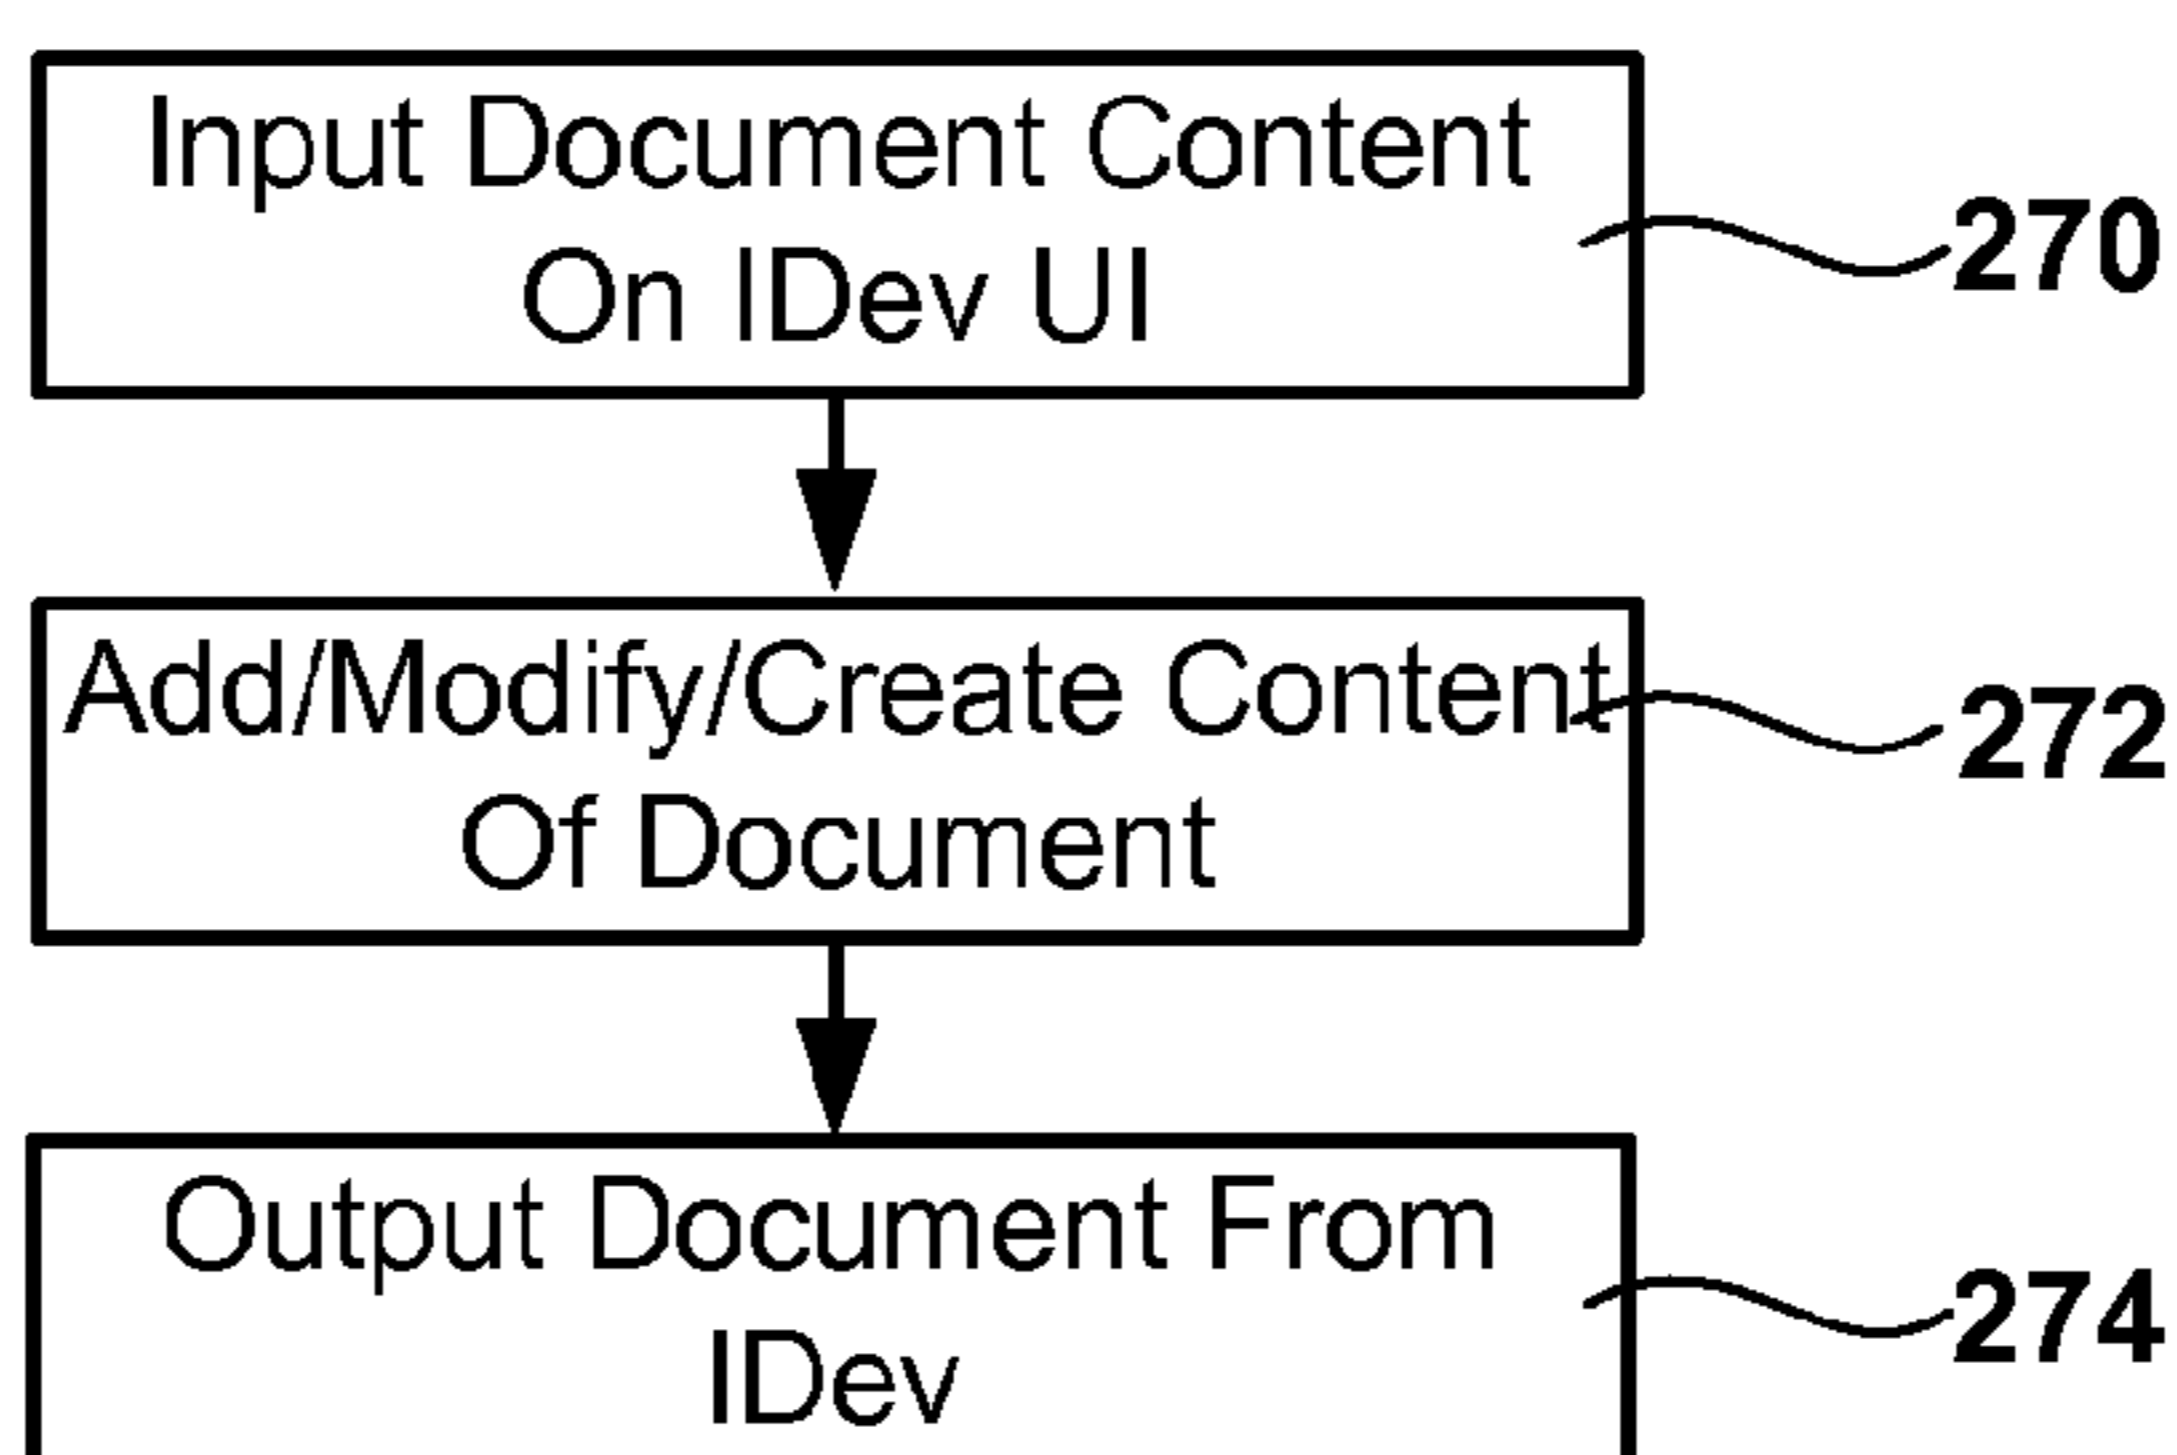 Input Document Content
On IDev UI
270
Add/Modify/Create Content
Of Document
272
Output Document From
IDev
274